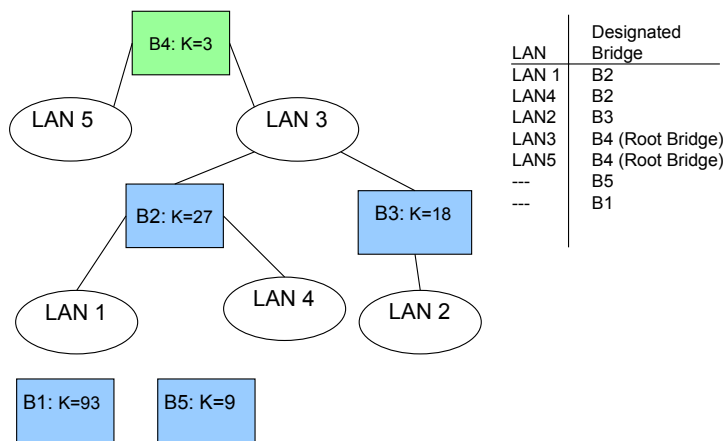 B4: K=3
LAN 5
LAN 3
B2: K=27
B3: K=18
LAN 1
LAN 4
LAN 2
B1: K=93
B5: K=9
Designated
LAN Bridge
LAN 1 B2
LAN4 B2
LAN2 B3
LAN3 B4 (Root Bridge)
LAN5 B4 (Root Bridge)
--- B5
--- B1